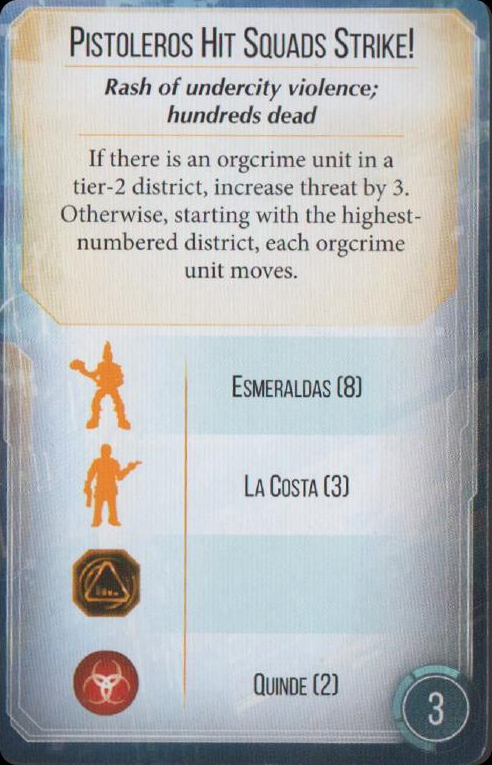 PISTOLEROS HIT SQUADS STRIKE!
Rash of undercity violence;
hundreds dead
If there is an orgcrime unit in a
tier-2 district, increase threat by 3.
Otherwise, starting with the highest-
numbered district, each orgcrime
unit moves.
ESMERALDAS (8)
LA COSTA (3)
QUINDE (2)
3